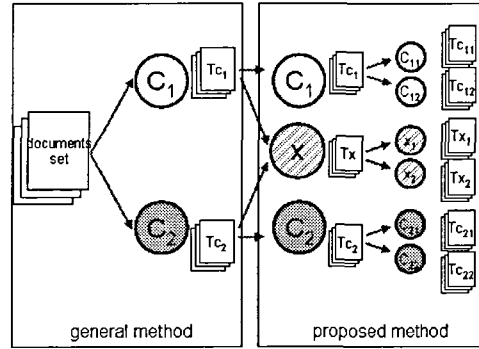 documents
set
C1
Tc1
C2
Tc2
general method
C1
Tc1
C11
C12
Tc11
Tc12
X
Tx
x1
x2
Tx1
Tx2
C2
Tc2
C21
Tc21
Tc22
proposed method